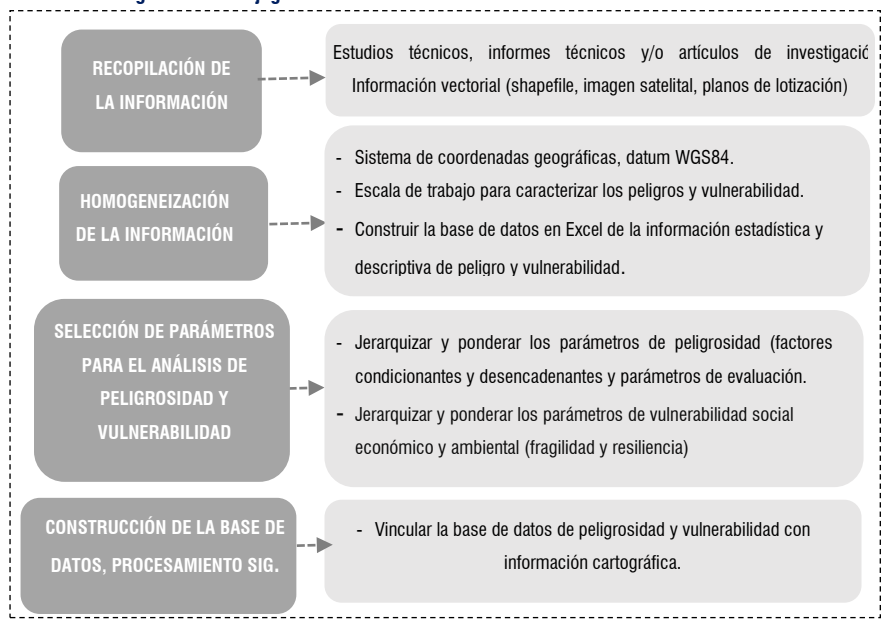 RECOPILACIÓN DE
LA INFORMACIÓN
Estudios técnicos, informes técnicos y/o artículos de investigació
Información vectorial (shapefile, imagen satelital, planos de lotización)
HOMOGENEIZACIÓN
DE LA INFORMACIÓN
- Sistema de coordenadas geográficas, datum WGS84.
- Escala de trabajo para caracterizar los peligros y vulnerabilidad.
- Construir la base de datos en Excel de la información estadística y
descriptiva de peligro y vulnerabilidad.
SELECCIÓN DE PARÁMETROS
PARA EL ANÁLISIS DE
PELIGROSIDAD Y
VULNERABILIDAD
- Jerarquizar y ponderar los parámetros de peligrosidad (factores
condicionantes y desencadenantes y parámetros de evaluación.
- Jerarquizar y ponderar los parámetros de vulnerabilidad social
económico y ambiental (fragilidad y resiliencia)
CONSTRUCCIÓN DE LA BASE DE
DATOS, PROCESAMIENTO SIG.
- Vincular la base de datos de peligrosidad y vulnerabilidad con
información cartográfica.